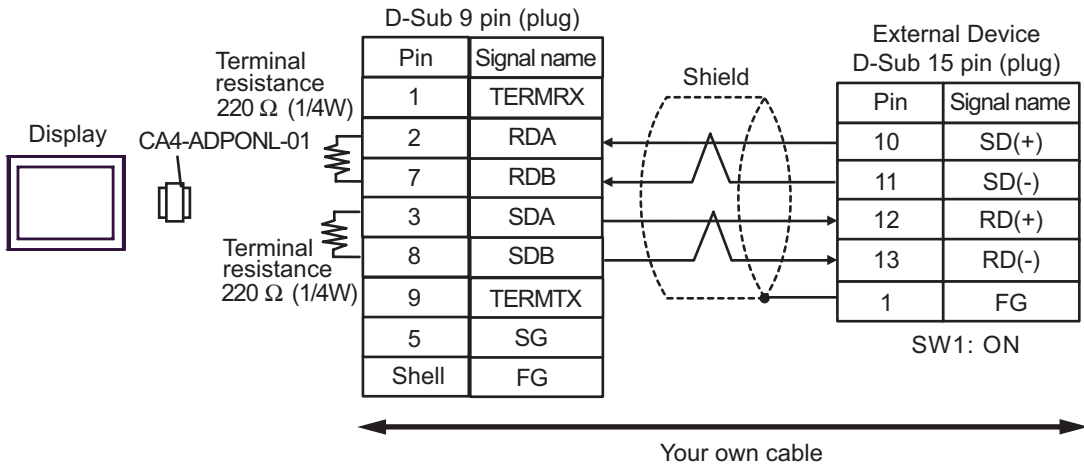 D-Sub 9 pin (plug)
Pin Signal name
1 TERMRX
2 RDA
7 RDB
3 SDA
8 SDB
9 TERMTX
5 SG
Shell FG
Terminal
resistance
220 Ω (1/4W)
Display
CA4-ADPONL-01
Terminal
resistance
220 Ω (1/4W)
Shield
External Device
D-Sub 15 pin (plug)
Pin Signal name
10 SD(+)
11 SD(-)
12 RD(+)
13 RD(-)
1 FG
SW1: ON
Your own cable